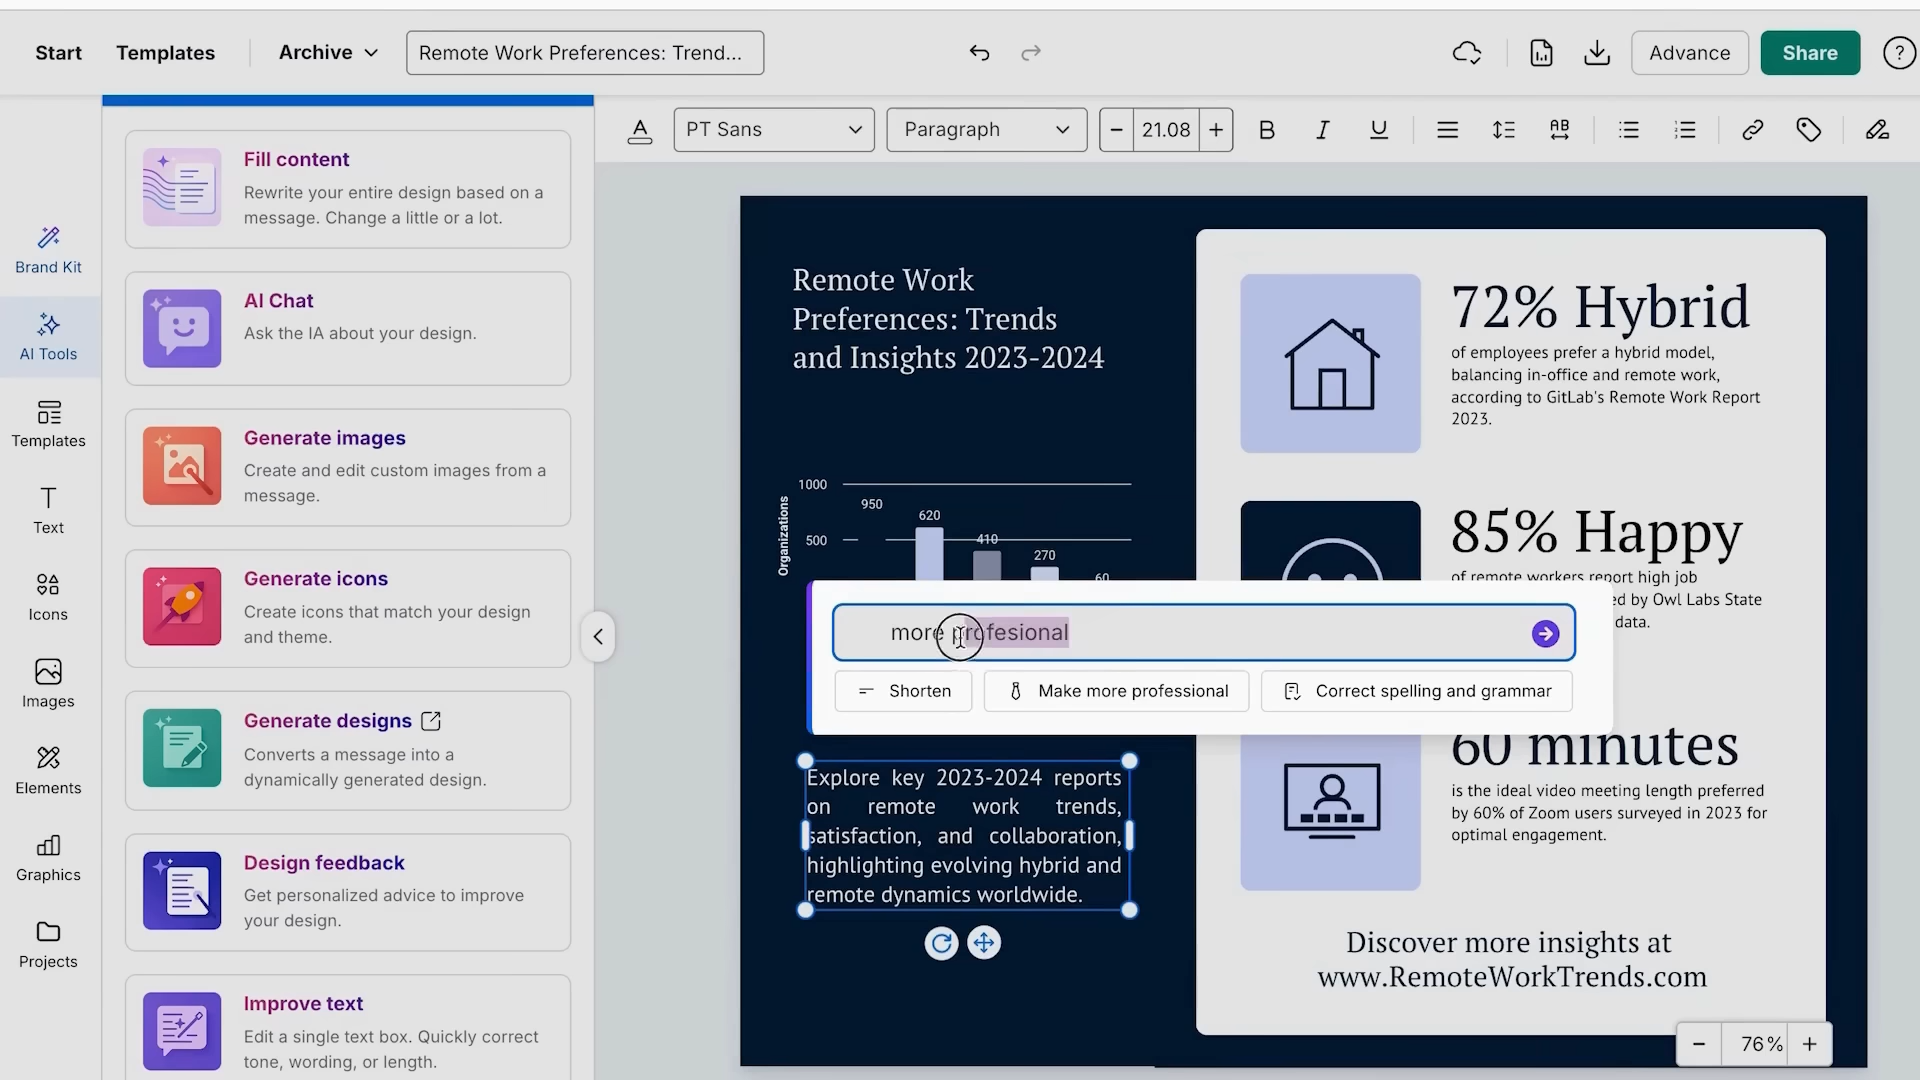 Start
Templates
Archive
Remote Work Preferences: Trend...
Advance
Share
?
PT Sans
Paragraph
− 21.08 +
B I U
Brand Kit
AI Tools
Templates
Text
Icons
Images
Elements
Graphics
Projects
Fill content
Rewrite your entire design based on a
message. Change a little or a lot.
AI Chat
Ask the IA about your design.
Generate images
Create and edit custom images from a
message.
Generate icons
Create icons that match your design
and theme.
Generate designs
Converts a message into a
dynamically generated design.
Design feedback
Get personalized advice to improve
your design.
Improve text
Edit a single text box. Quickly correct
tone, wording, or length.
Remote Work
Preferences: Trends
and Insights 2023-2024
Organizations
1000
950
620
500
410
270
60
more profesional
Shorten
Make more professional
Correct spelling and grammar
Explore key 2023-2024 reports
on remote work trends,
satisfaction, and collaboration,
highlighting evolving hybrid and
remote dynamics worldwide.
72% Hybrid
of employees prefer a hybrid model,
balancing in-office and remote work,
according to GitLab's Remote Work Report
2023.
85% Happy
of remote workers report high job
ed by Owl Labs State
data.
60 minutes
is the ideal video meeting length preferred
by 60% of Zoom users surveyed in 2023 for
optimal engagement.
Discover more insights at
www.RemoteWorkTrends.com
− 76% +